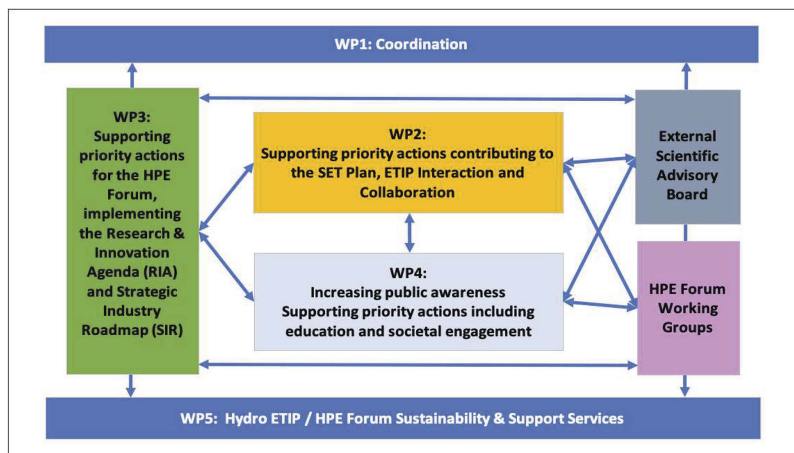 WP1: Coordination
WP3:
Supporting
priority actions
for the HPE
Forum,
implementing
the Research &
Innovation
Agenda (RIA)
and Strategic
Industry
Roadmap (SIR)
WP2:
Supporting priority actions contributing to
the SET Plan, ETIP Interaction and
Collaboration
External
Scientific
Advisory
Board
WP4:
Increasing public awareness
Supporting priority actions including
education and societal engagement
HPE Forum
Working
Groups
WP5: Hydro ETIP / HPE Forum Sustainability & Support Services